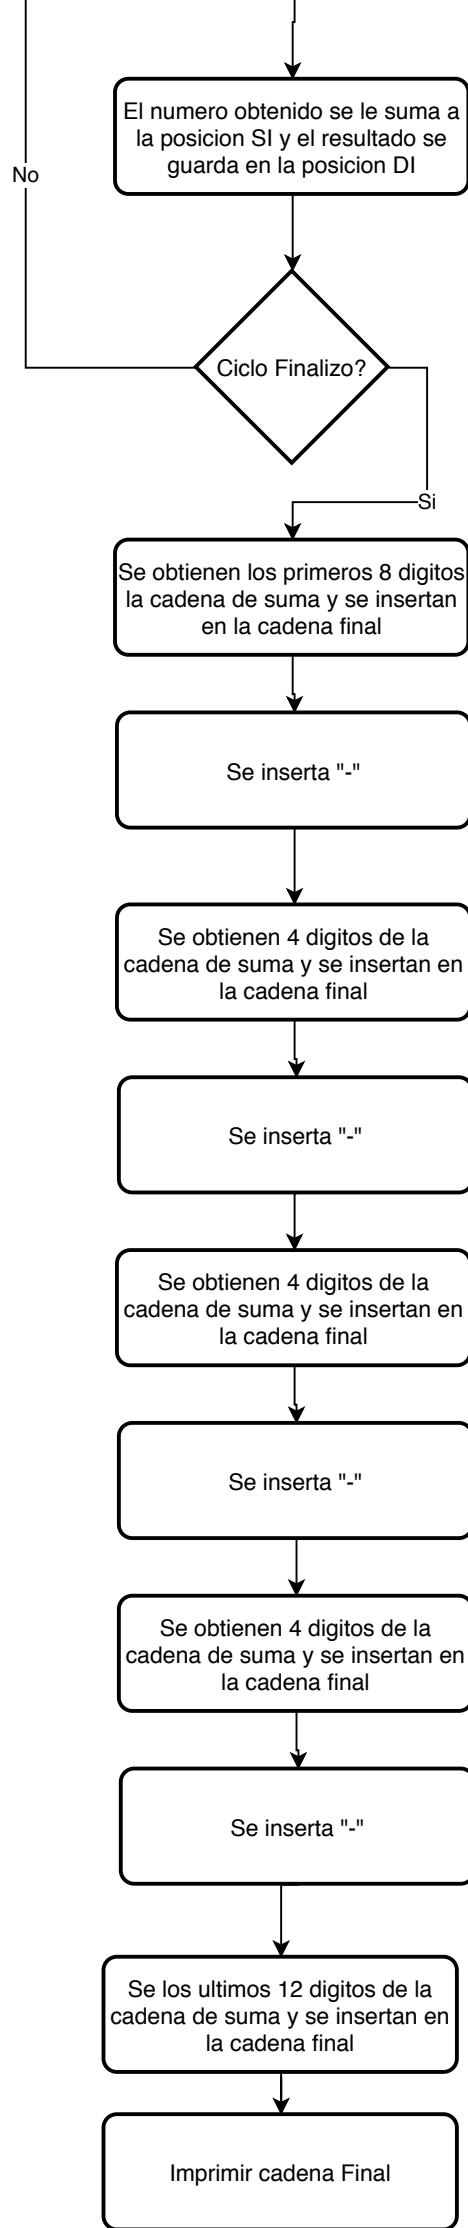 El numero obtenido se le suma a
la posicion SI y el resultado se
guarda en la posicion DI
No
Ciclo Finalizo?
Si
Se obtienen los primeros 8 digitos
la cadena de suma y se insertan
en la cadena final
Se inserta "-"
Se obtienen 4 digitos de la
cadena de suma y se insertan en
la cadena final
Se inserta "-"
Se obtienen 4 digitos de la
cadena de suma y se insertan en
la cadena final
Se inserta "-"
Se obtienen 4 digitos de la
cadena de suma y se insertan en
la cadena final
Se inserta "-"
Se los ultimos 12 digitos de la
cadena de suma y se insertan en
la cadena final
Imprimir cadena Final